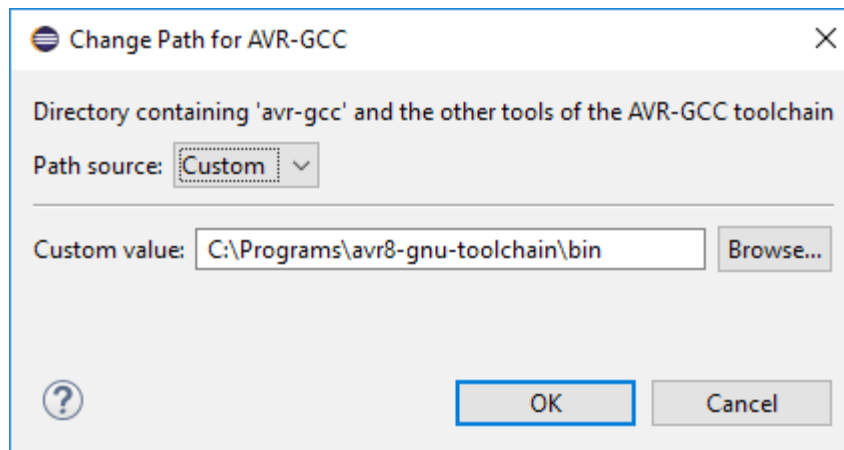 Change Path for AVR-GCC
Directory containing 'avr-gcc' and the other tools of the AVR-GCC toolchain
Path source: Custom
Custom value: C:\Programs\avr8-gnu-toolchain\bin Browse...
? OK Cancel